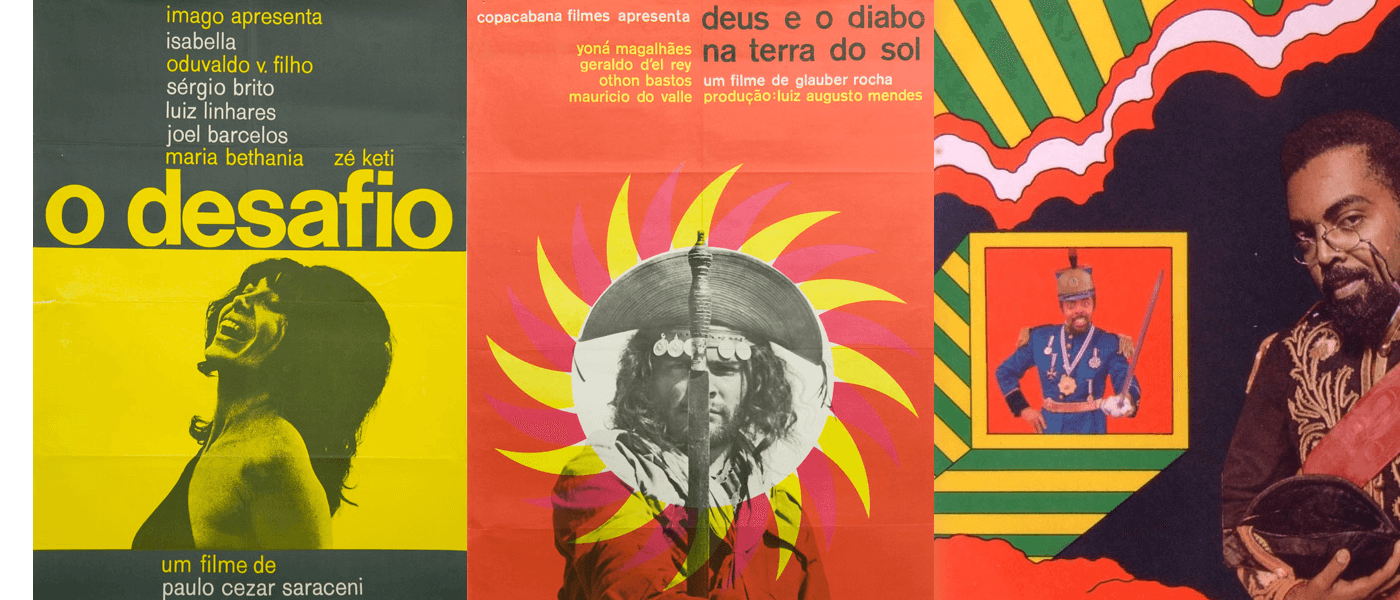 imago apresenta
isabella
oduvaldo v. filho
sérgio brito
luiz linhares
joel barcelos
maria bethania zé keti
o desafio
um filme de
paulo cezar saraceni
copacabana filmes apresenta
deus e o diabo
na terra do sol
yoná magalhães
geraldo d'el rey
othon bastos
mauricio do valle
um filme de glauber rocha
produção:luiz augusto mendes